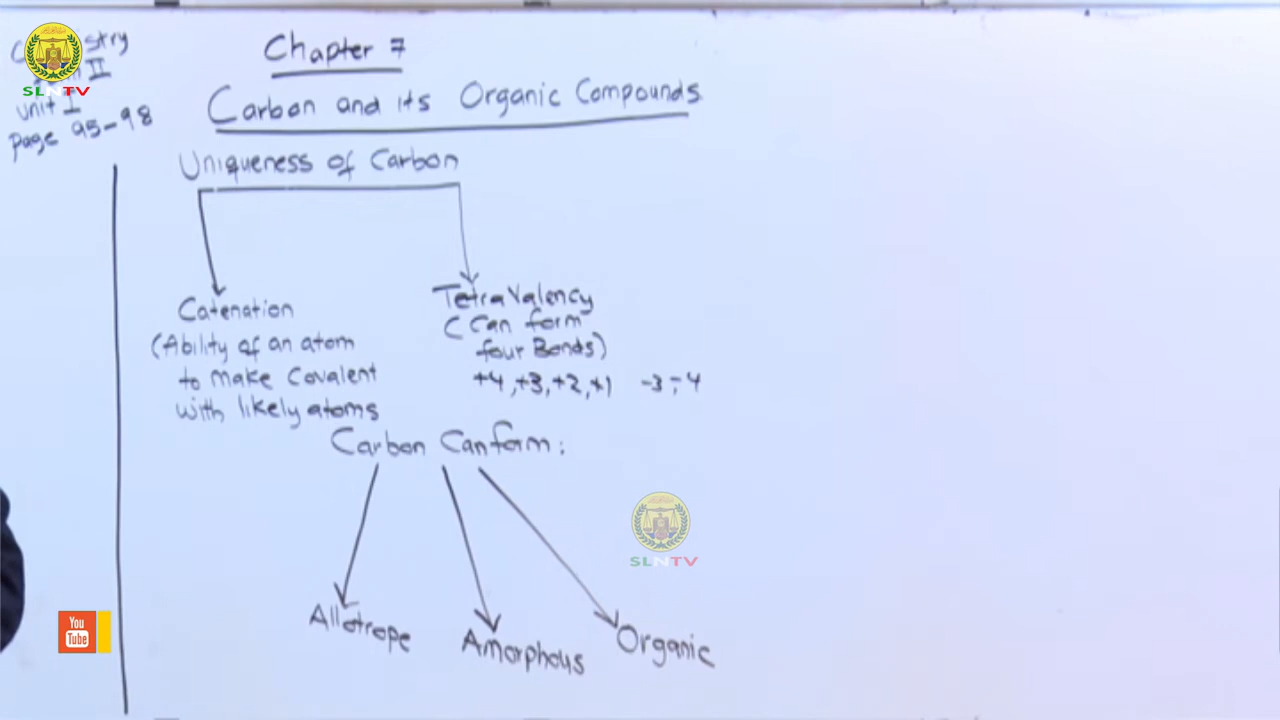 Chapter 7
Carbon and its Organic Compounds
unit I
page 95-98
II
SLNTV
Uniqueness of Carbon
Catenation
(Ability of an atom
to make Covalent
with likely atoms
Tetra Valency
(Can form
four Bonds)
+4, +3, +2, +1 -3, -4
Carbon Can form:
Allotrope
Amorphous
Organic
SLNTV
You
Tube